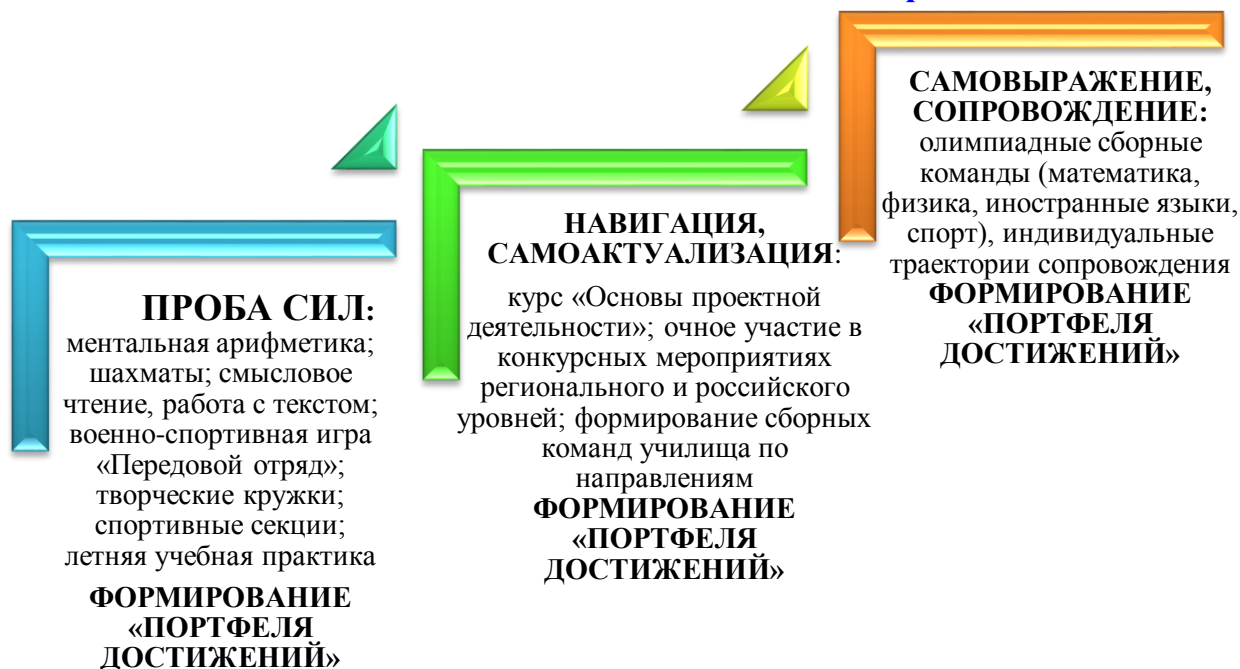 ПРОБА СИЛ:
ментальная арифметика;
шахматы; смысловое
чтение, работа с текстом;
военно-спортивная игра
«Передовой отряд»;
творческие кружки;
спортивные секции;
летняя учебная практика
ФОРМИРОВАНИЕ
«ПОРТФЕЛЯ
ДОСТИЖЕНИЙ»
НАВИГАЦИЯ,
САМОАКТУАЛИЗАЦИЯ:
курс «Основы проектной
деятельности»; очное участие в
конкурсных мероприятиях
регионального и российского
уровней; формирование сборных
команд училища по
направлениям
ФОРМИРОВАНИЕ
«ПОРТФЕЛЯ
ДОСТИЖЕНИЙ»
САМОВЫРАЖЕНИЕ,
СОПРОВОЖДЕНИЕ:
олимпиадные сборные
команды (математика,
физика, иностранные языки,
спорт), индивидуальные
траектории сопровождения
ФОРМИРОВАНИЕ
«ПОРТФЕЛЯ
ДОСТИЖЕНИЙ»